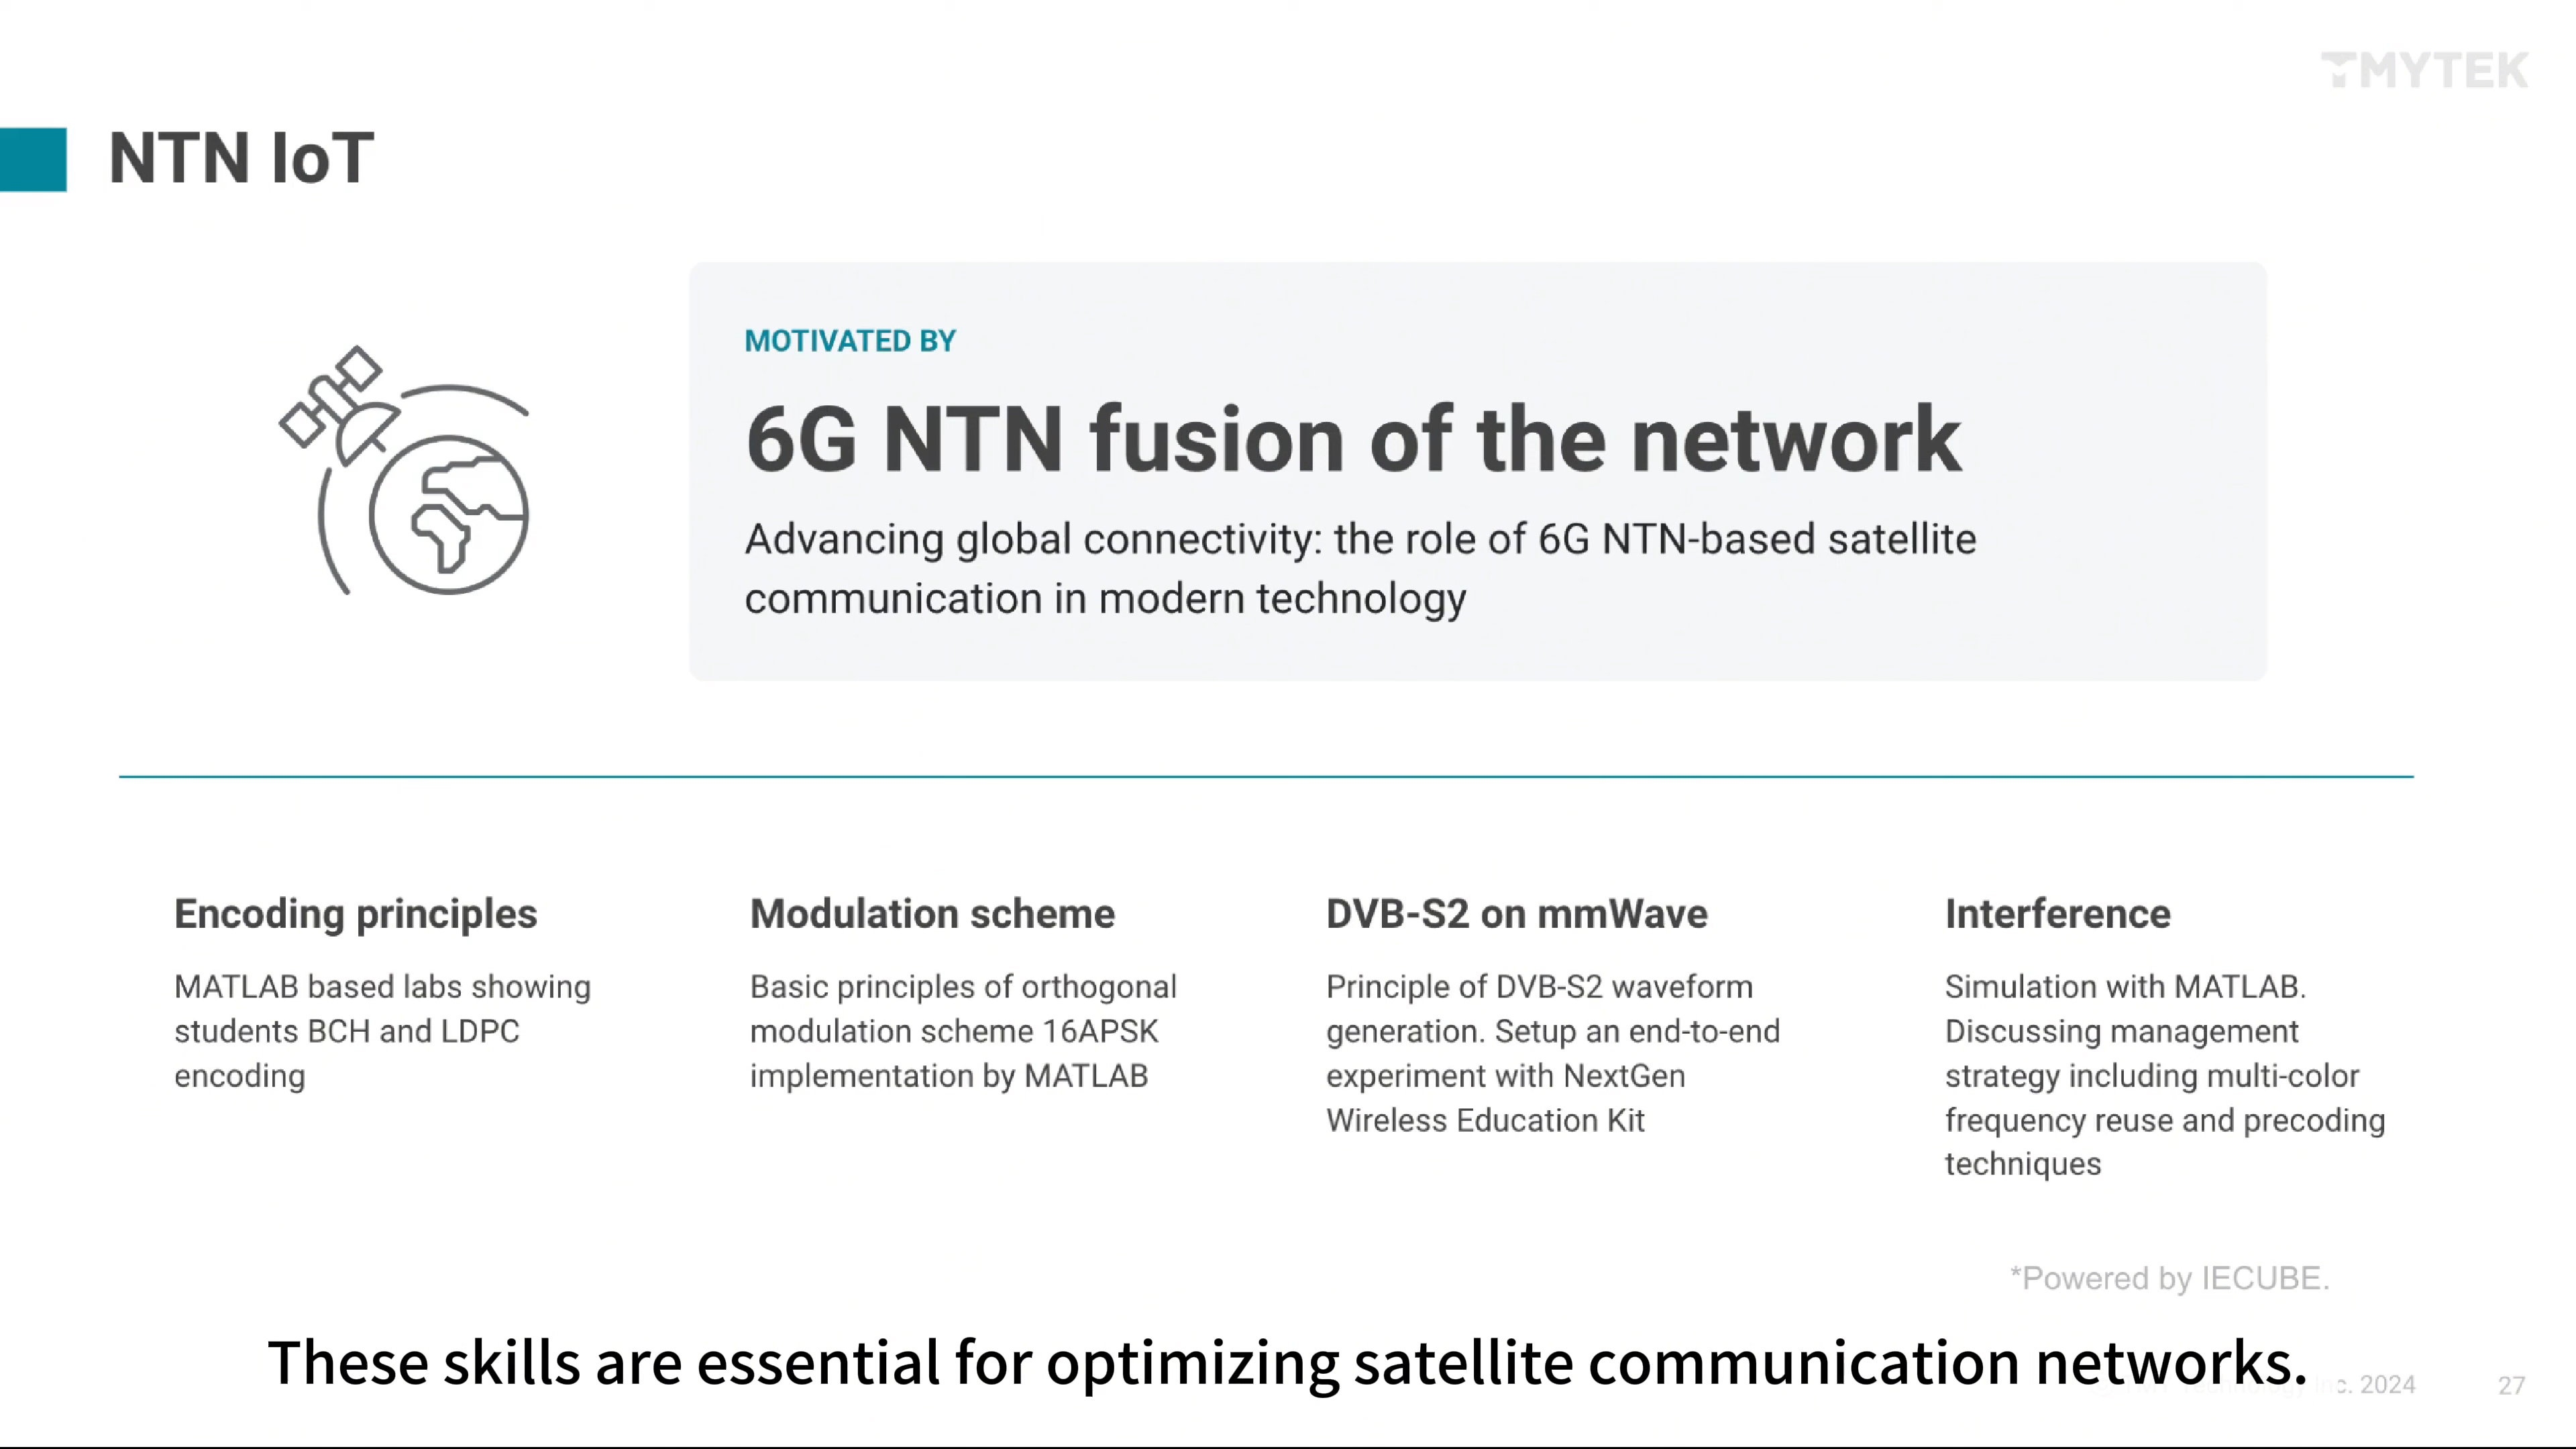 TMYTEK
NTN IoT
MOTIVATED BY
6G NTN fusion of the network
Advancing global connectivity: the role of 6G NTN-based satellite
communication in modern technology
Encoding principles
MATLAB based labs showing
students BCH and LDPC
encoding
Modulation scheme
Basic principles of orthogonal
modulation scheme 16APSK
implementation by MATLAB
DVB-S2 on mmWave
Principle of DVB-S2 waveform
generation. Setup an end-to-end
experiment with NextGen
Wireless Education Kit
Interference
Simulation with MATLAB.
Discussing management
strategy including multi-color
frequency reuse and precoding
techniques
*Powered by IECUBE.
These skills are essential for optimizing satellite communication networks.
2024
27